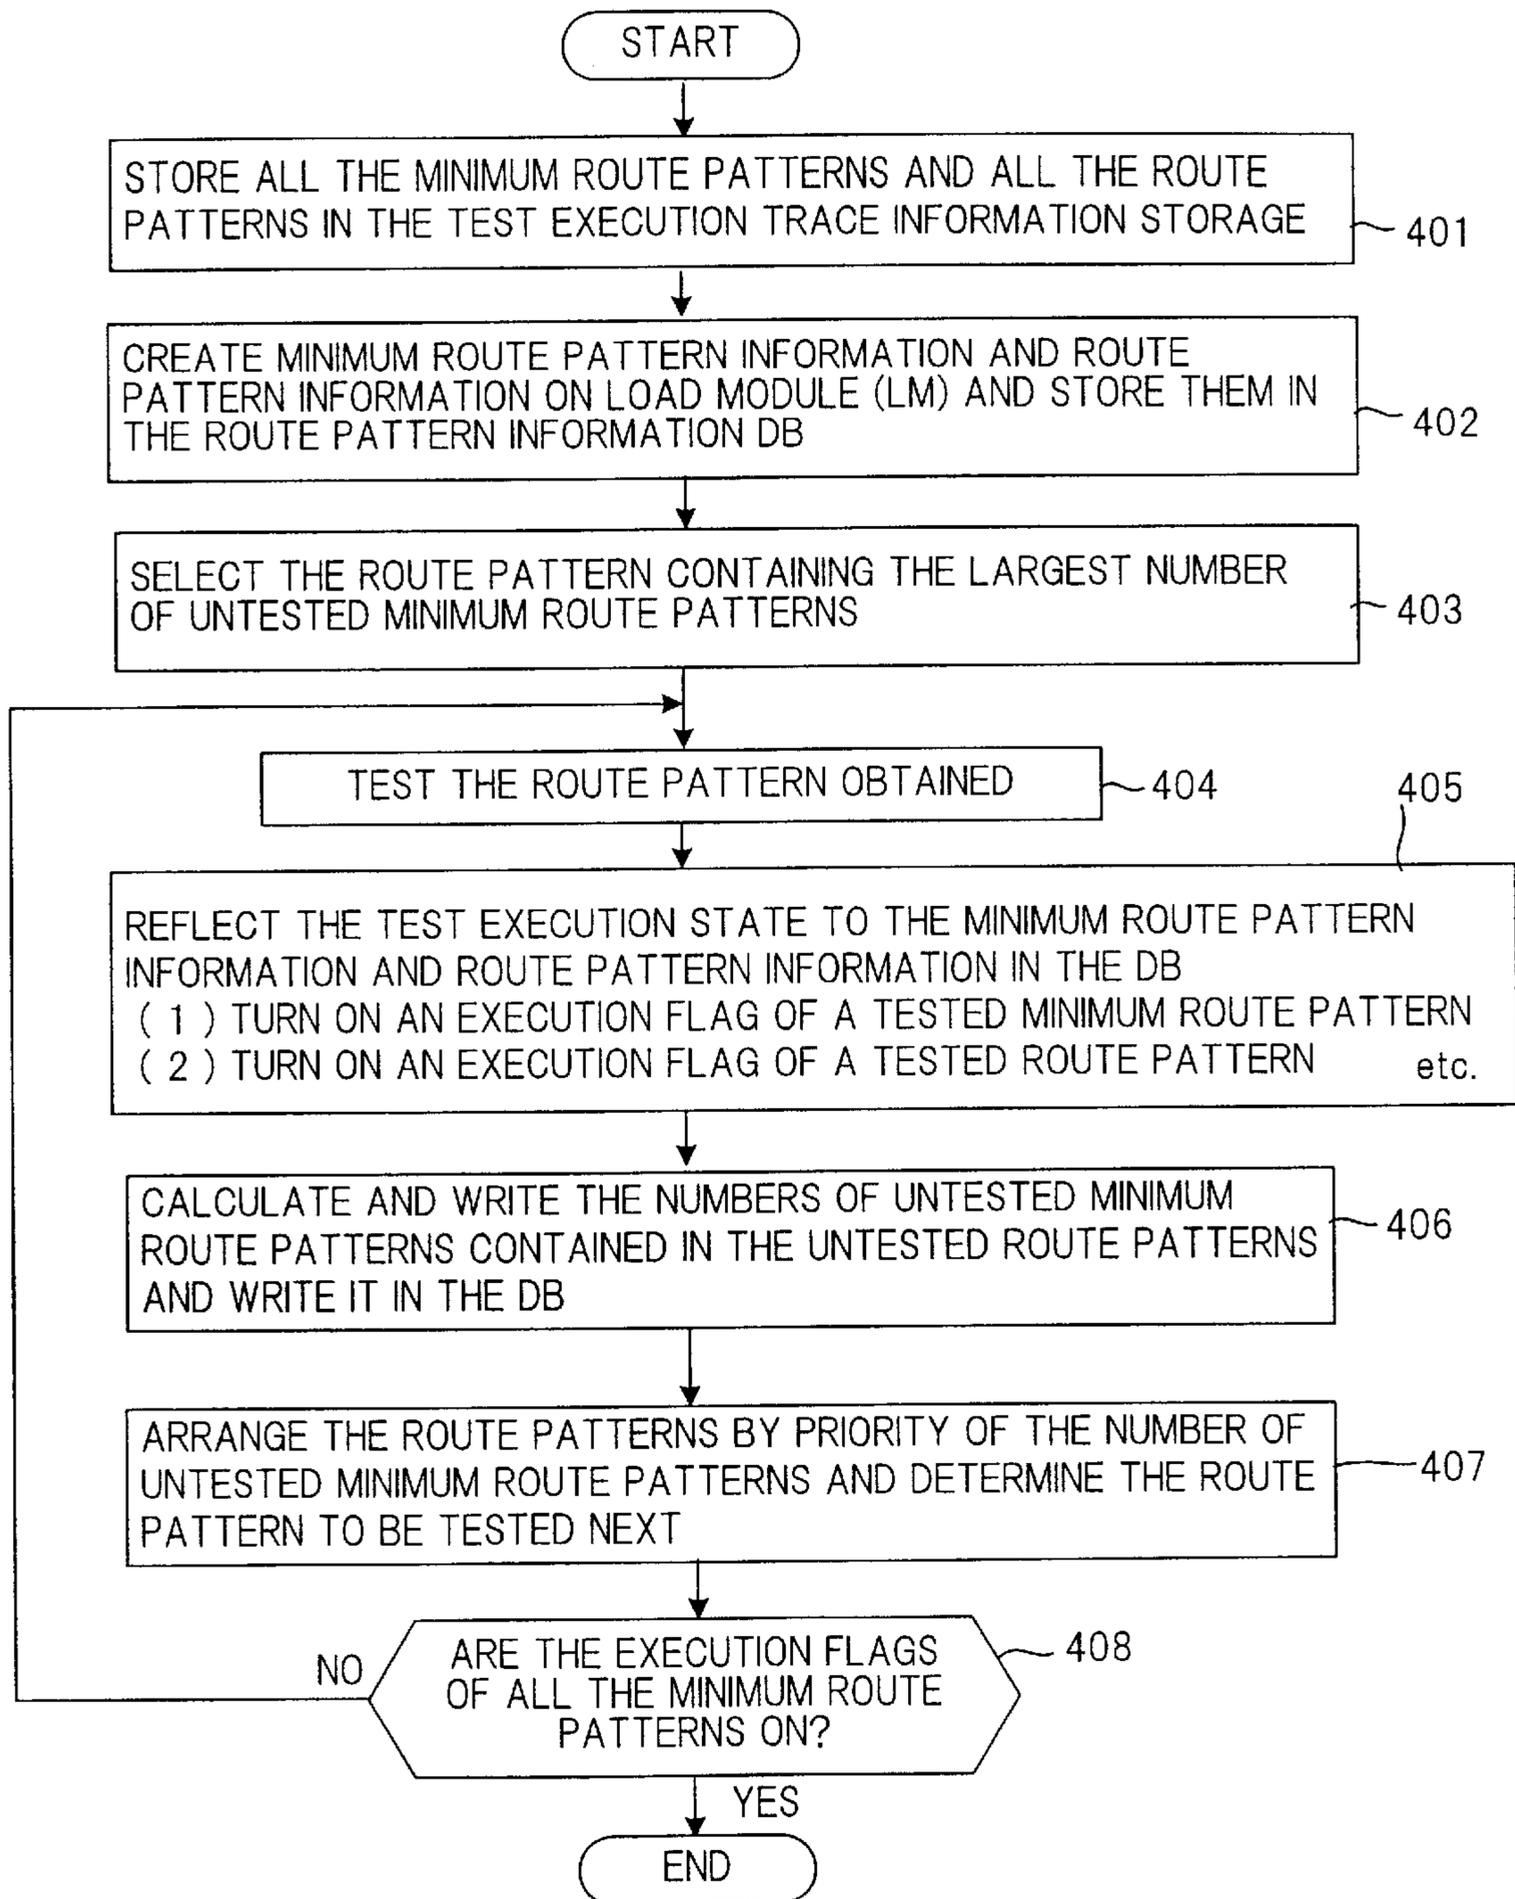 START
STORE ALL THE MINIMUM ROUTE PATTERNS AND ALL THE ROUTE
PATTERNS IN THE TEST EXECUTION TRACE INFORMATION STORAGE
401
CREATE MINIMUM ROUTE PATTERN INFORMATION AND ROUTE
PATTERN INFORMATION ON LOAD MODULE (LM) AND STORE THEM IN
THE ROUTE PATTERN INFORMATION DB
402
SELECT THE ROUTE PATTERN CONTAINING THE LARGEST NUMBER
OF UNTESTED MINIMUM ROUTE PATTERNS
403
TEST THE ROUTE PATTERN OBTAINED
404
405
REFLECT THE TEST EXECUTION STATE TO THE MINIMUM ROUTE PATTERN
INFORMATION AND ROUTE PATTERN INFORMATION IN THE DB
( 1 ) TURN ON AN EXECUTION FLAG OF A TESTED MINIMUM ROUTE PATTERN
( 2 ) TURN ON AN EXECUTION FLAG OF A TESTED ROUTE PATTERN etc.
CALCULATE AND WRITE THE NUMBERS OF UNTESTED MINIMUM
ROUTE PATTERNS CONTAINED IN THE UNTESTED ROUTE PATTERNS
AND WRITE IT IN THE DB
406
ARRANGE THE ROUTE PATTERNS BY PRIORITY OF THE NUMBER OF
UNTESTED MINIMUM ROUTE PATTERNS AND DETERMINE THE ROUTE
PATTERN TO BE TESTED NEXT
407
ARE THE EXECUTION FLAGS
OF ALL THE MINIMUM ROUTE
PATTERNS ON?
408
NO
YES
END